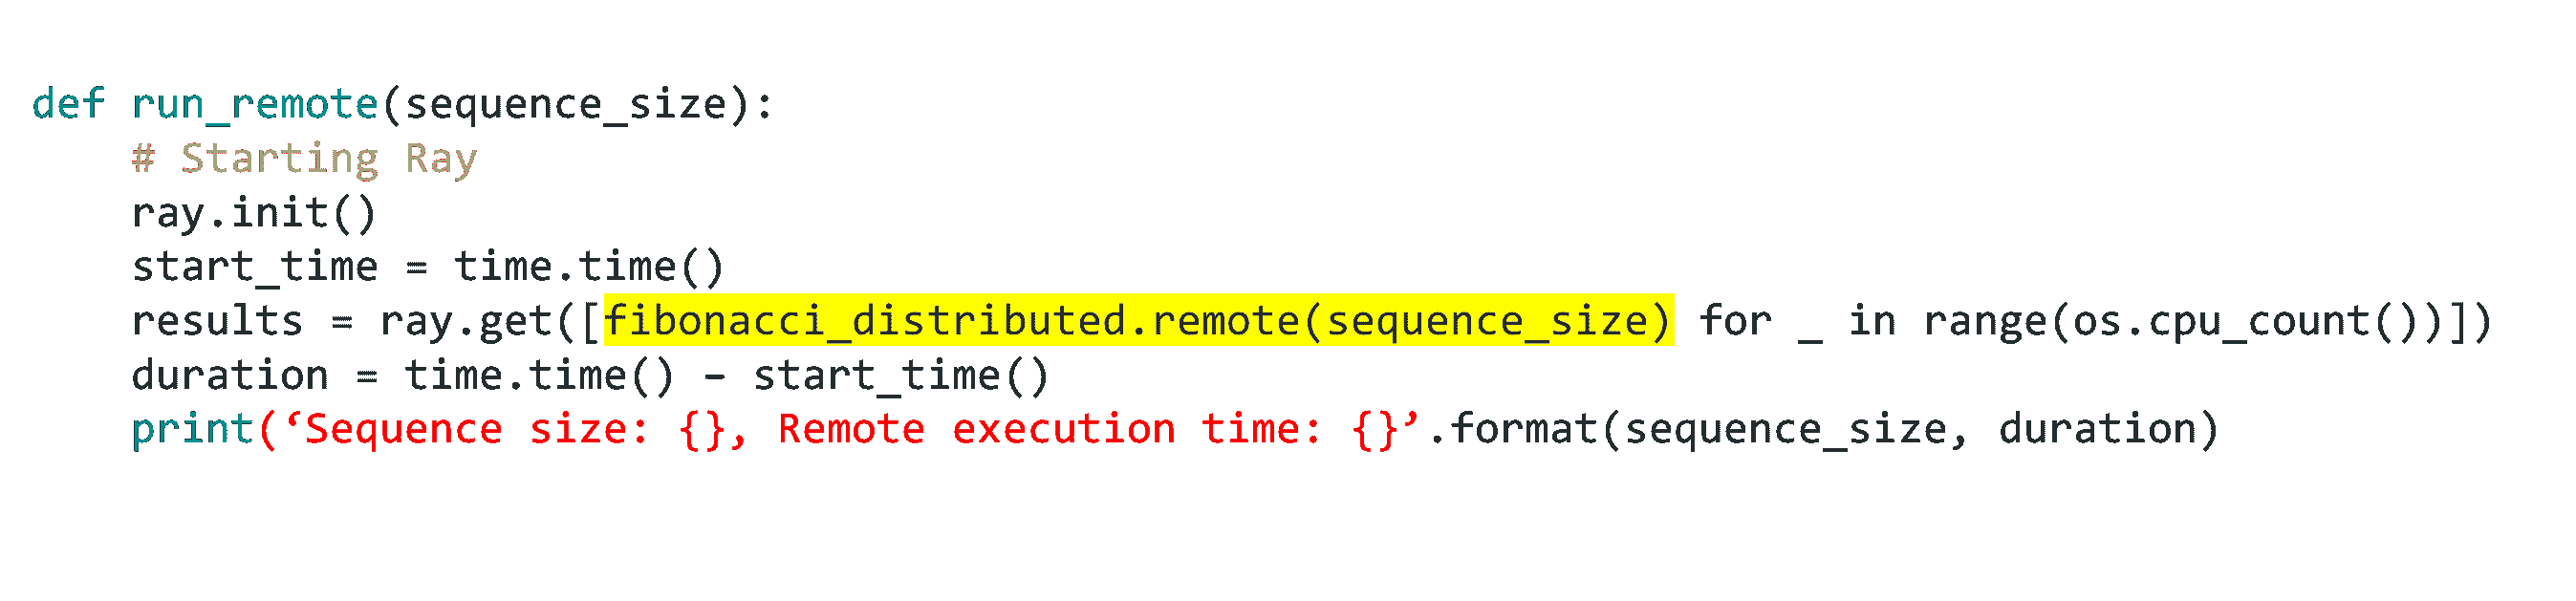 def run_remote(sequence_size):
    # Starting Ray
    ray.init()
    start_time = time.time()
    results = ray.get([fibonacci_distributed.remote(sequence_size) for _ in range(os.cpu_count())])
    duration = time.time() – start_time()
    print(‘Sequence size: {}, Remote execution time: {}’.format(sequence_size, duration)